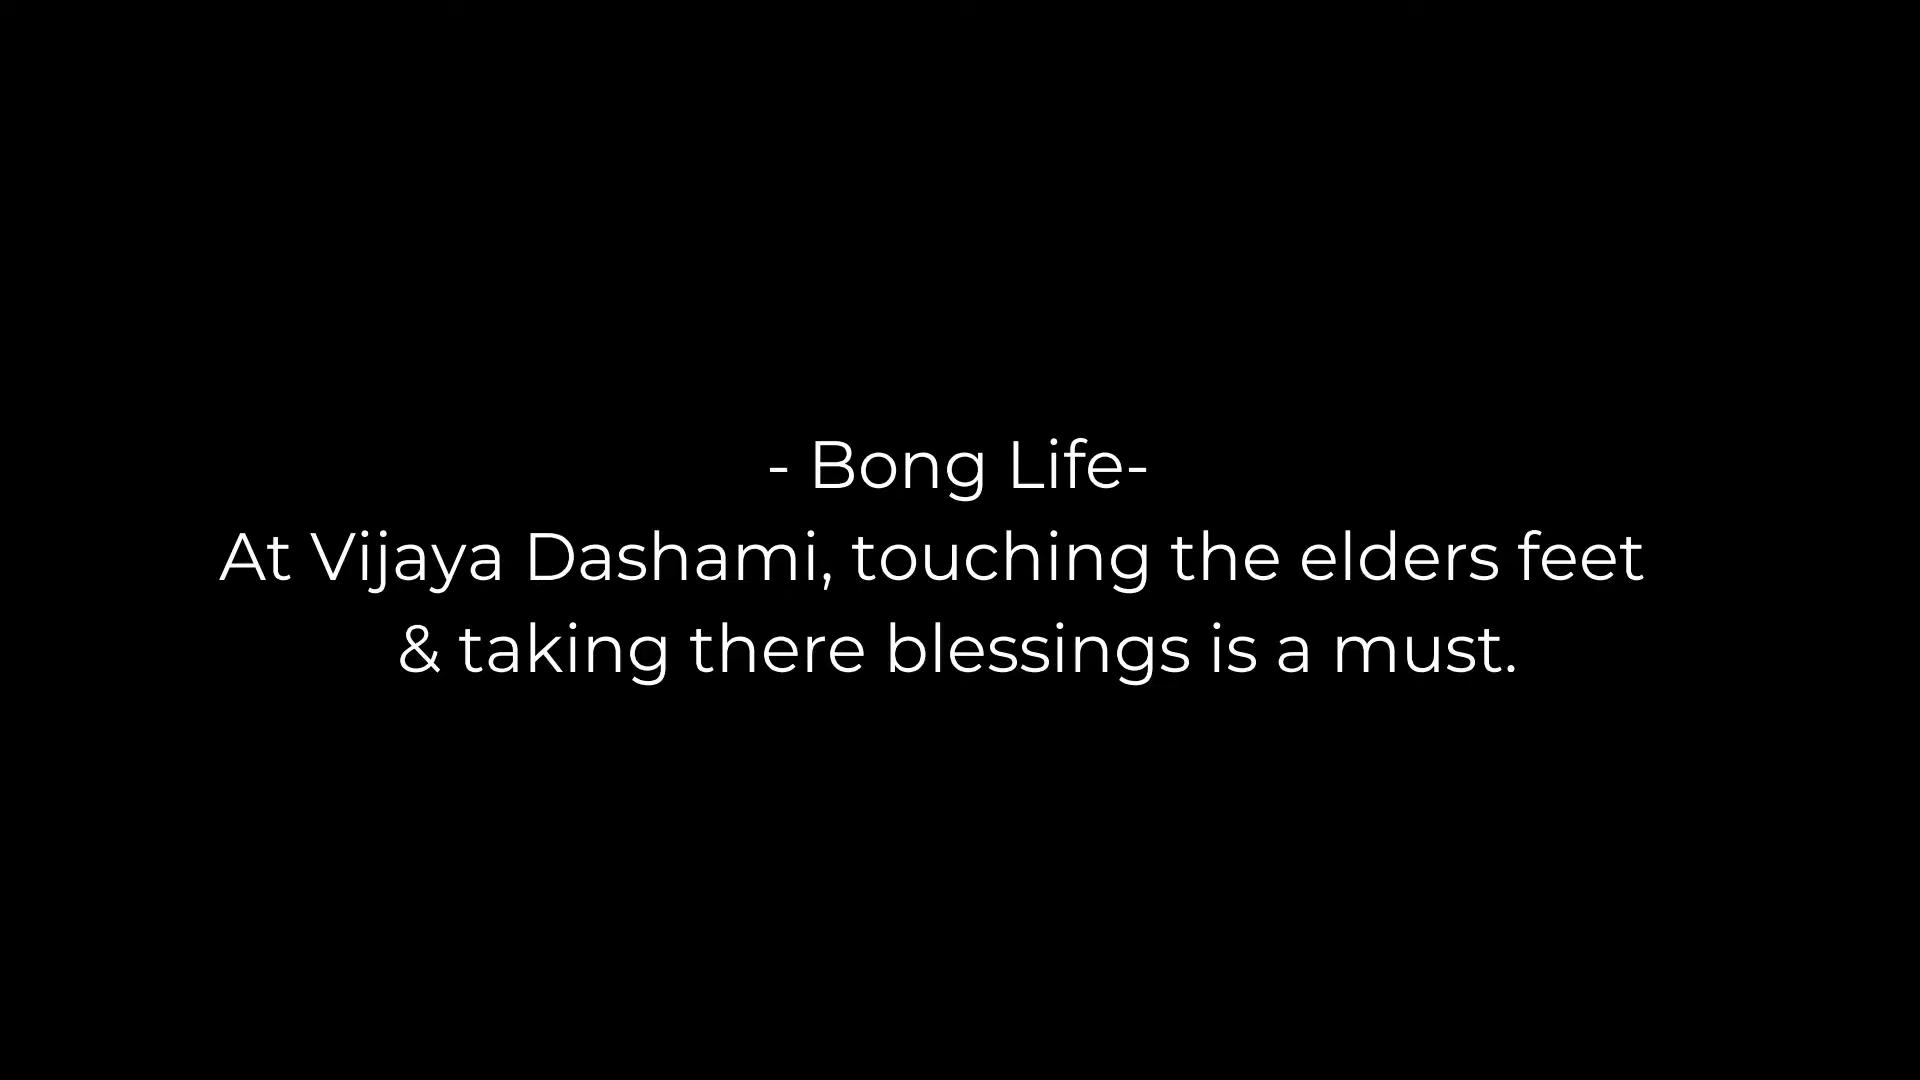 - Bong Life-
At Vijaya Dashami, touching the elders feet
& taking there blessings is a must.